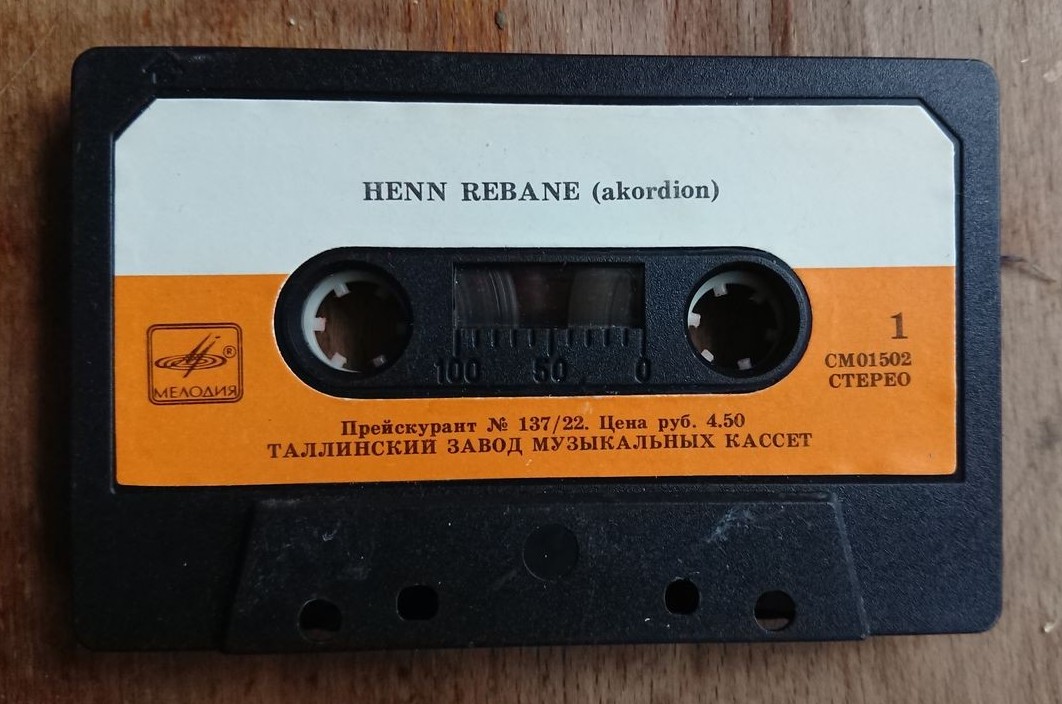 HENN REBANE (akordion)
МЕЛОДИЯ ®
1
СМ01502
СТЕРЕО
100 50 0
Прейскурант № 137/22. Цена руб. 4.50
ТАЛЛИНСКИЙ ЗАВОД МУЗЫКАЛЬНЫХ КАССЕТ